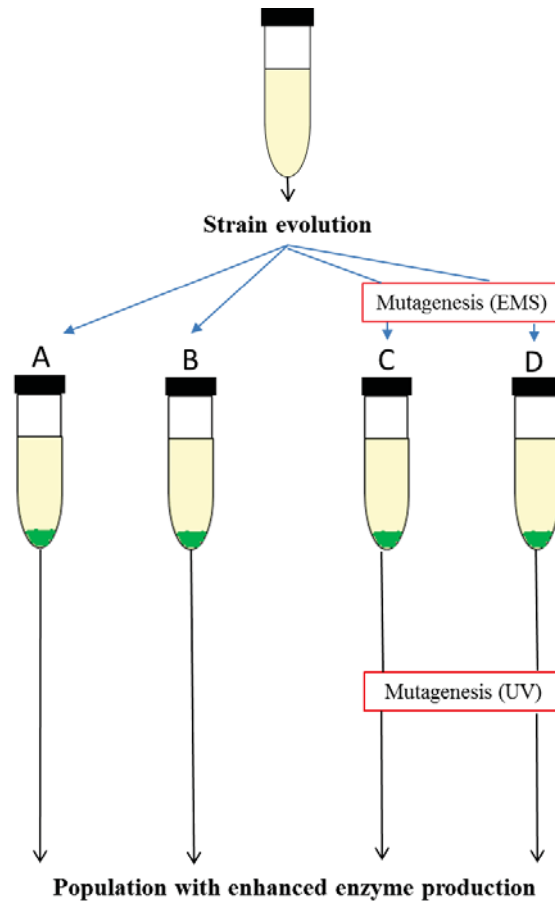 Strain evolution
Mutagenesis (EMS)
A
B
C
D
Mutagenesis (UV)
Population with enhanced enzyme production